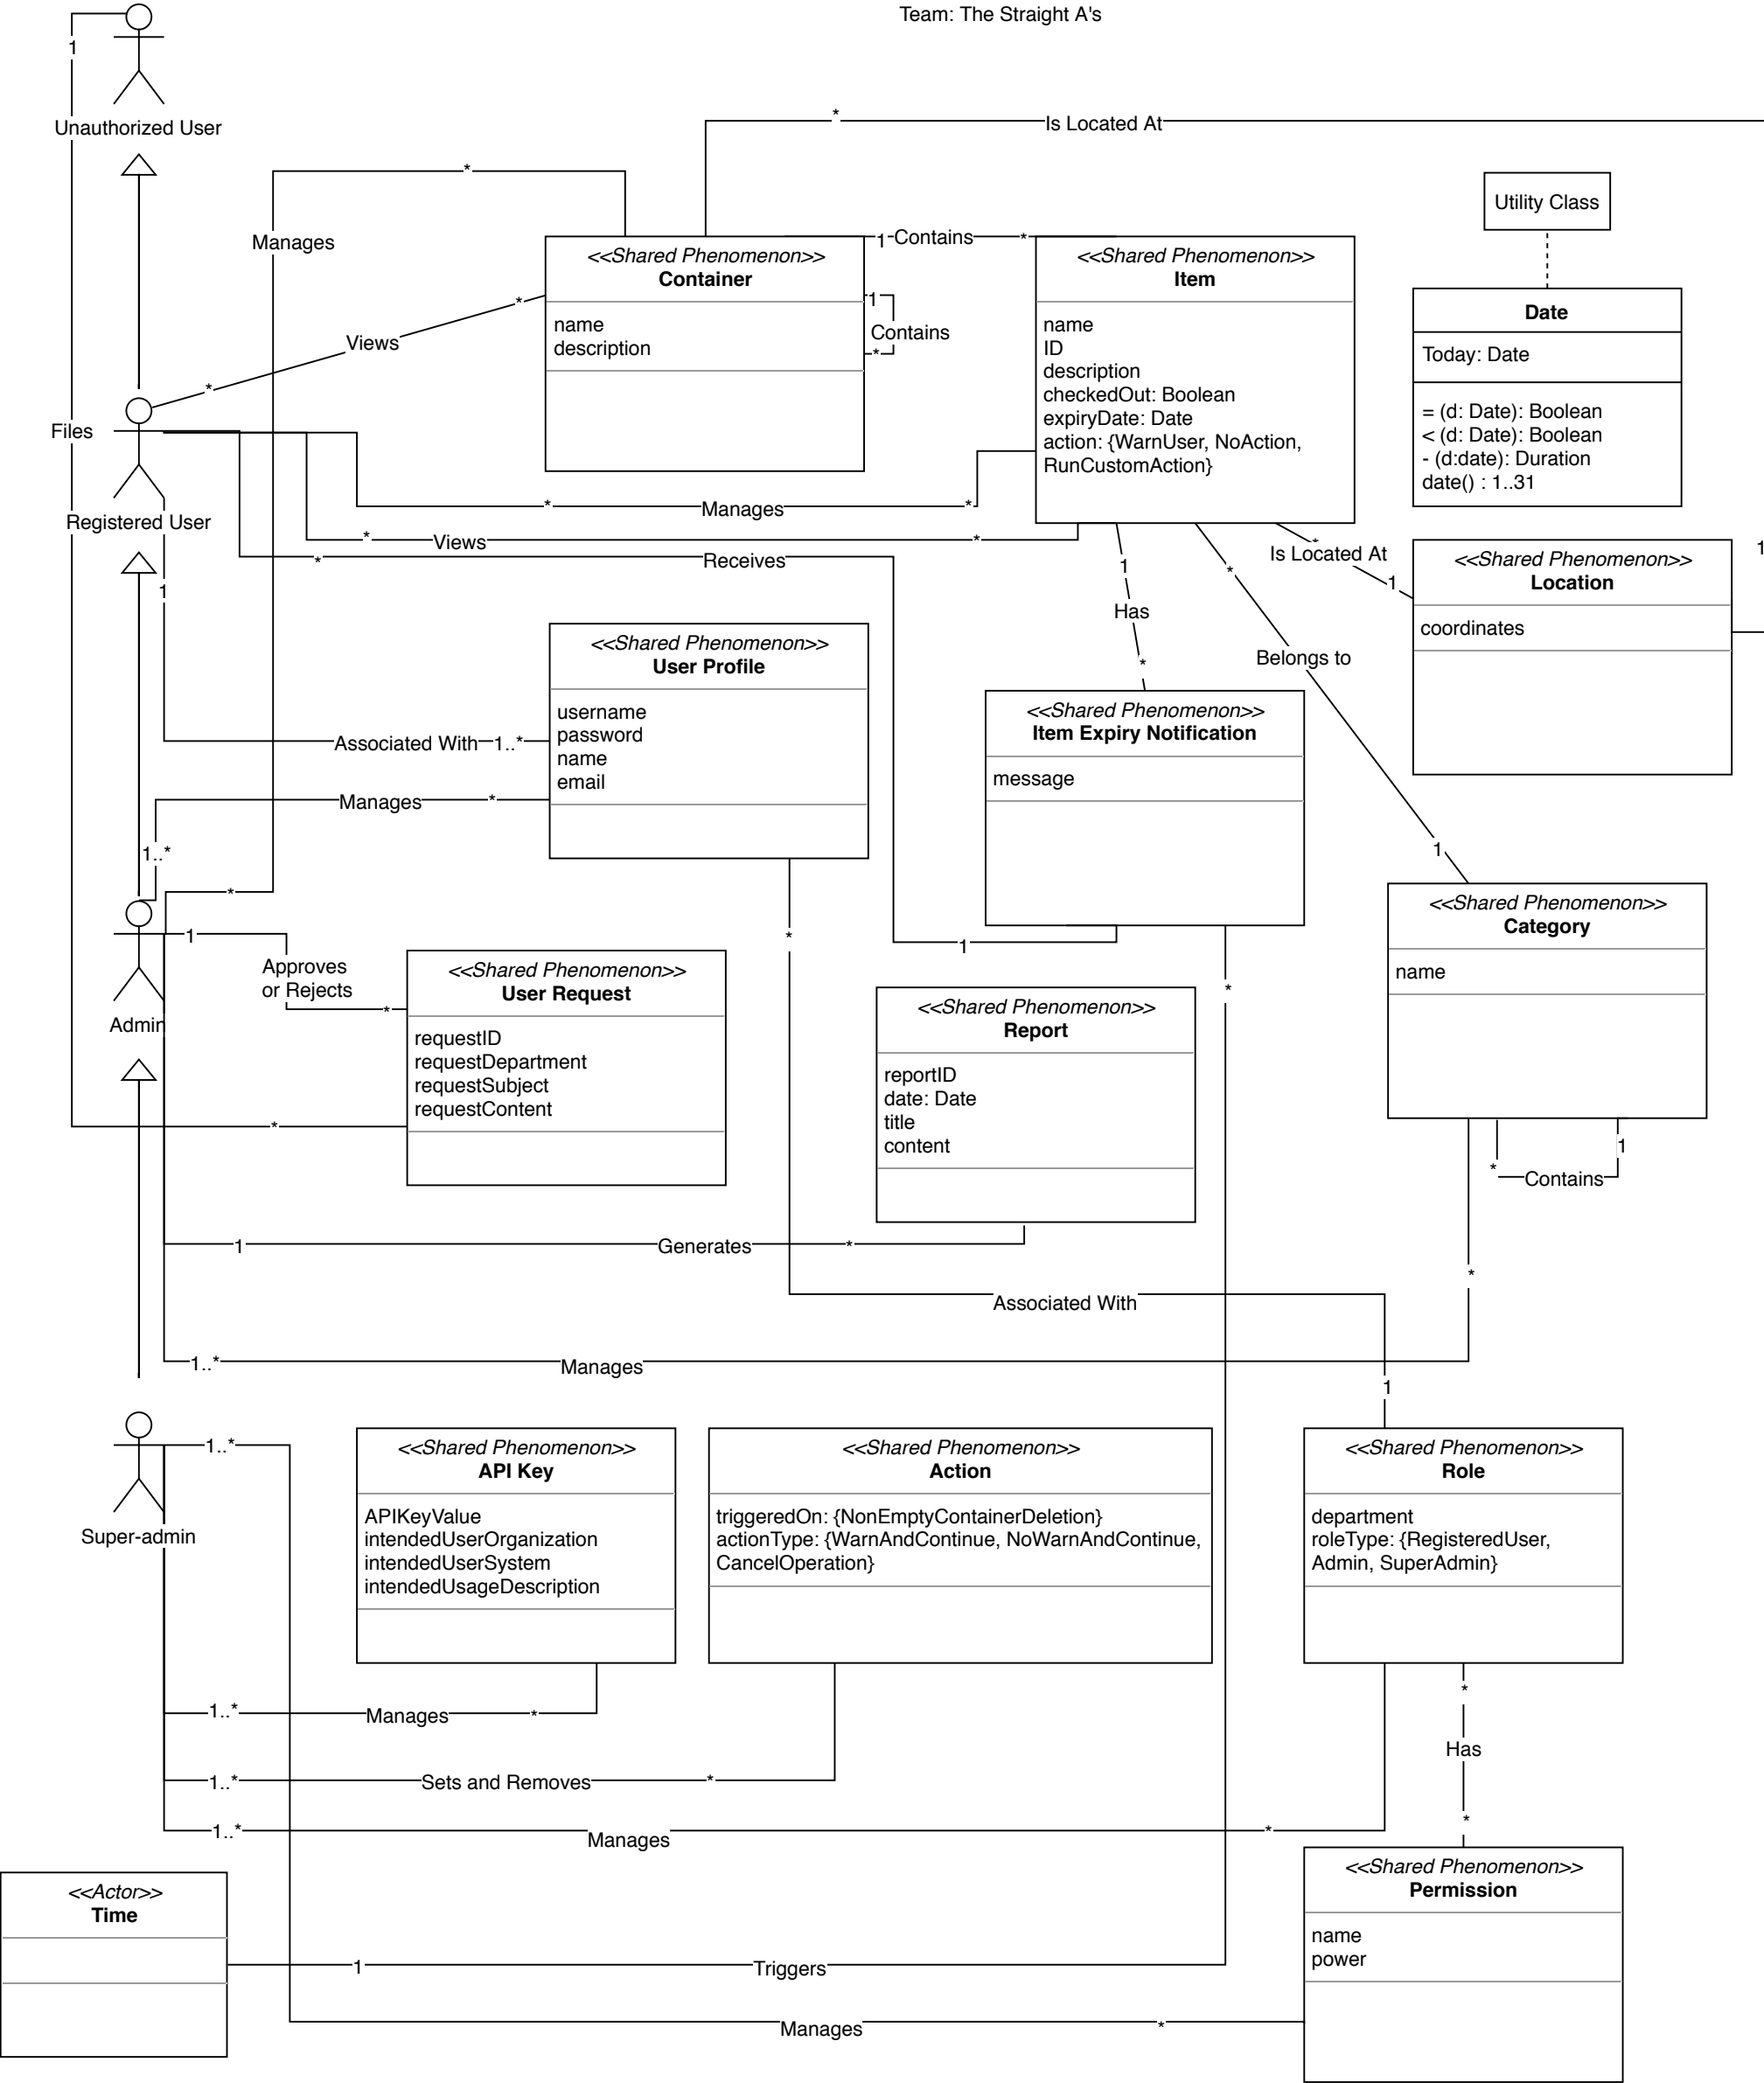 Team: The Straight A's
1
Unauthorized User
*
Is Located At
*
Manages
Utility Class
1
Contains
*
<<Shared Phenomenon>>
Container
name
description
1
Contains
*
<<Shared Phenomenon>>
Item
name
ID
description
checkedOut: Boolean
expiryDate: Date
action: {WarnUser, NoAction,
RunCustomAction}
Date
Today: Date
= (d: Date): Boolean
< (d: Date): Boolean
- (d:date): Duration
date() : 1..31
*
Views
*
Files
Registered User
*
Manages
*
*
Views
*
*
Receives
*
Is Located At
1
1
<<Shared Phenomenon>>
Location
coordinates
1
Has
*
*
Belongs to
1
1
<<Shared Phenomenon>>
User Profile
username
password
name
email
Associated With
1..*
Manages
*
1..*
*
<<Shared Phenomenon>>
Item Expiry Notification
message
1
*
<<Shared Phenomenon>>
Category
name
1
*
Contains
Admin
1
Approves
or Rejects
*
<<Shared Phenomenon>>
User Request
requestID
requestDepartment
requestSubject
requestContent
*
*
<<Shared Phenomenon>>
Report
reportID
date: Date
title
content
1
Generates
*
*
Associated With
1..*
Manages
1
Super-admin
1..*
<<Shared Phenomenon>>
API Key
APIKeyValue
intendedUserOrganization
intendedUserSystem
intendedUsageDescription
<<Shared Phenomenon>>
Action
triggeredOn: {NonEmptyContainerDeletion}
actionType: {WarnAndContinue, NoWarnAndContinue,
CancelOperation}
<<Shared Phenomenon>>
Role
department
roleType: {RegisteredUser,
Admin, SuperAdmin}
1..*
Manages
*
*
Has
*
1..*
Sets and Removes
*
1..*
Manages
*
<<Actor>>
Time
1
Triggers
<<Shared Phenomenon>>
Permission
name
power
Manages
*